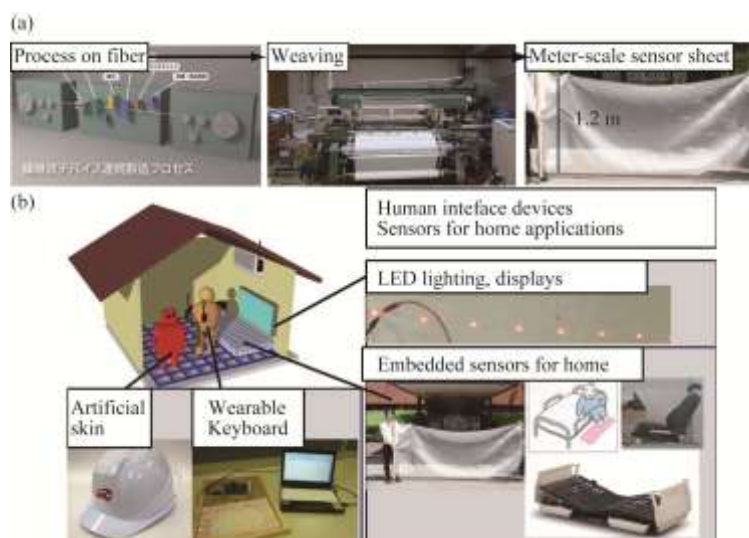 (a)
Process on fiber
Weaving
Meter-scale sensor sheet
1.2 m
(b)
Human inteface devices
Sensors for home applications
LED lighting, displays
Embedded sensors for home
Artificial
skin
Wearable
Keyboard